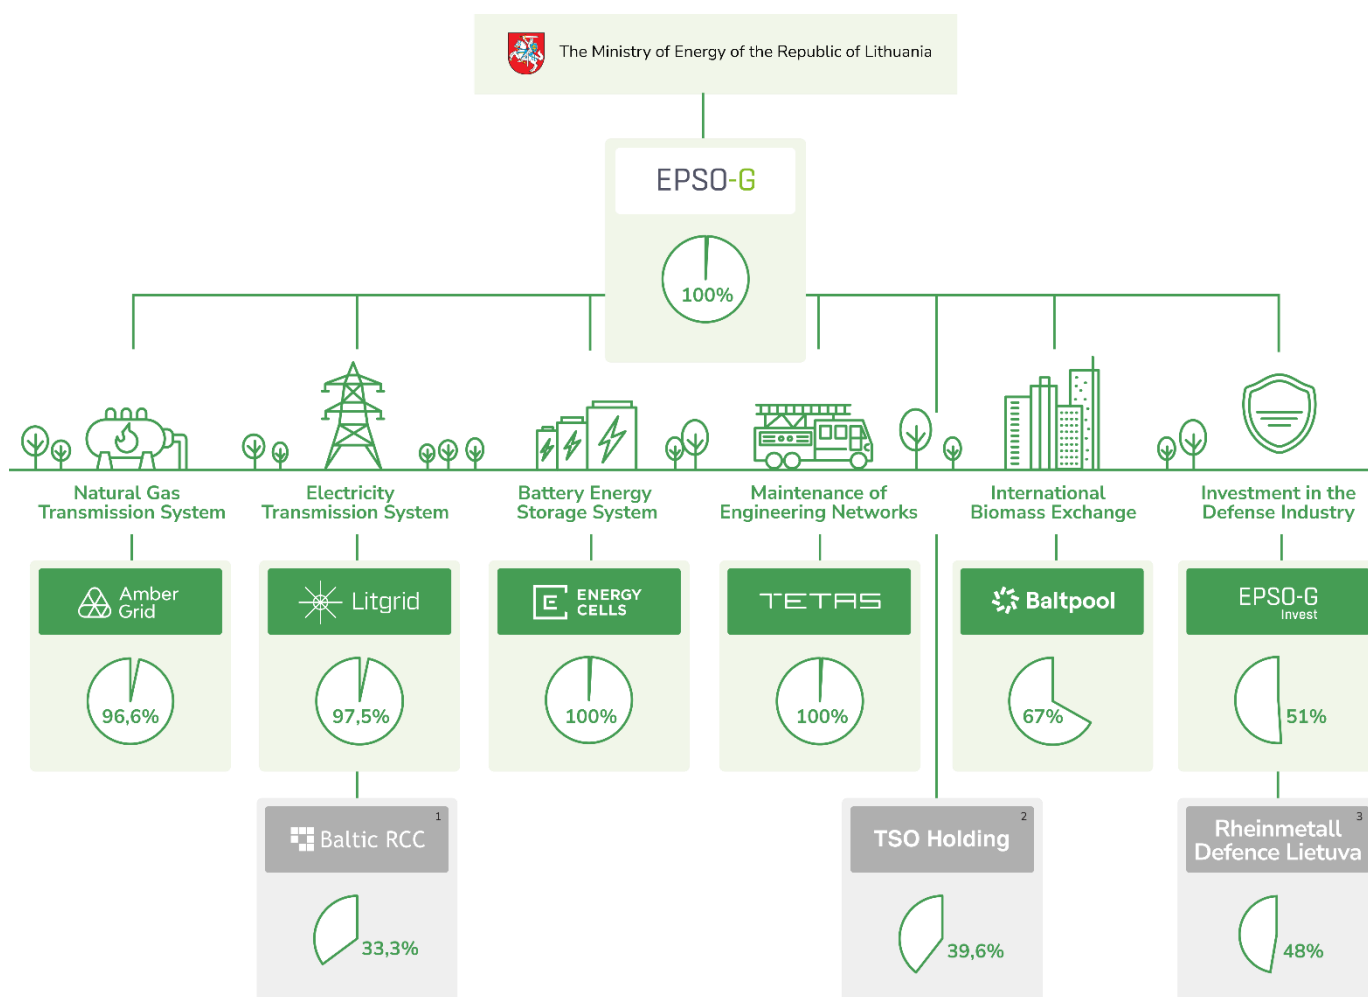 The Ministry of Energy of the Republic of Lithuania
EPSO-G
100%
Natural Gas
Transmission System
Electricity
Transmission System
Battery Energy
Storage System
Maintenance of
Engineering Networks
International
Biomass Exchange
Investment in the
Defense Industry
Amber
Grid
Litgrid
ENERGY
CELLS
TETAS
Baltpool
EPSO-G
Invest
96,6%
97,5%
100%
100%
67%
51%
1
Baltic RCC
2
TSO Holding
3
Rheinmetall
Defence Lietuva
33,3%
39,6%
48%